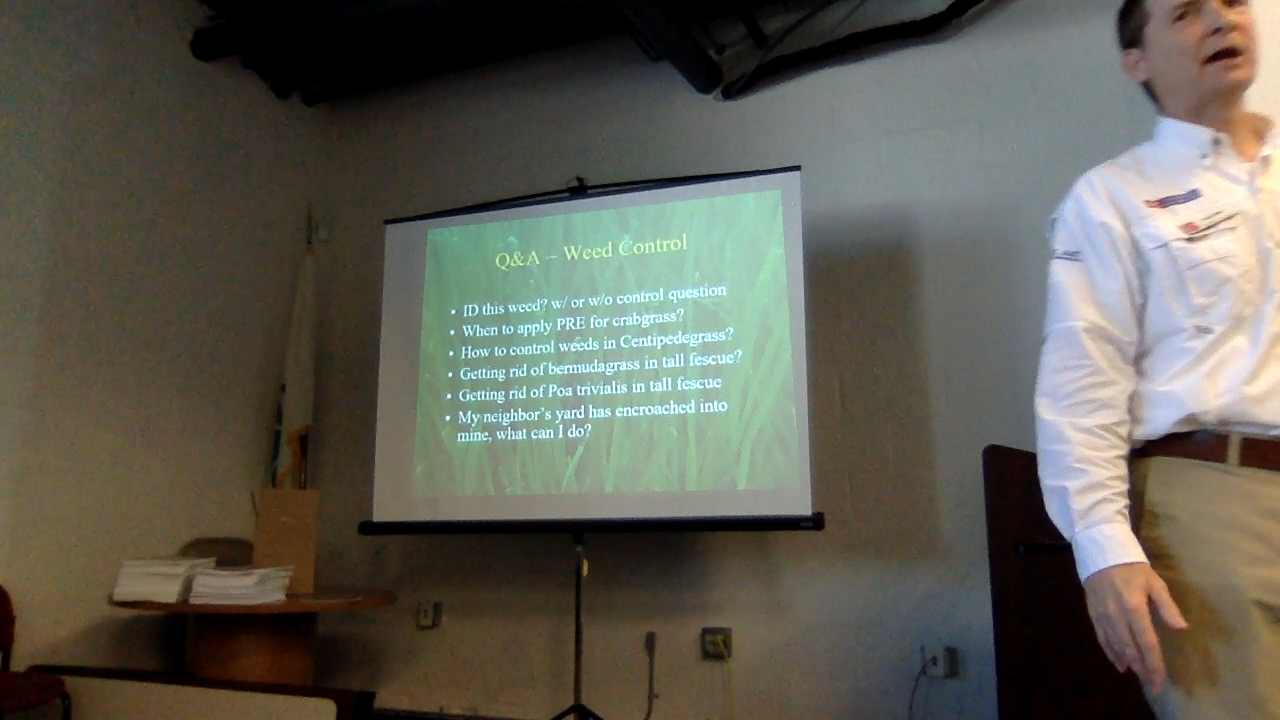 Q&A – Weed Control
• ID this weed? w/ or w/o control question
• When to apply PRE for crabgrass?
• How to control weeds in Centipedegrass?
• Getting rid of bermudagrass in tall fescue?
• Getting rid of Poa trivialis in tall fescue
• My neighbor's yard has encroached into
mine, what can I do?